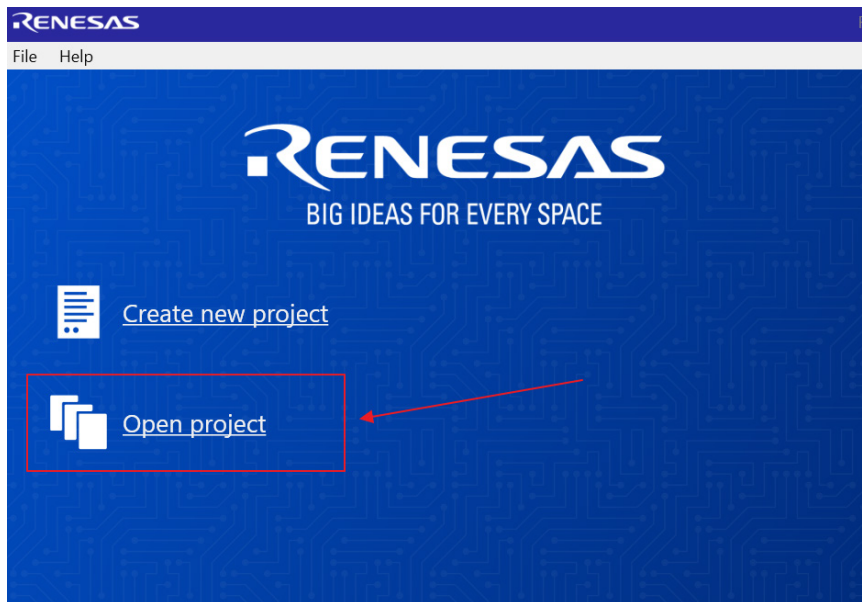 RENESAS
File Help
RENESAS
BIG IDEAS FOR EVERY SPACE
Create new project
Open project